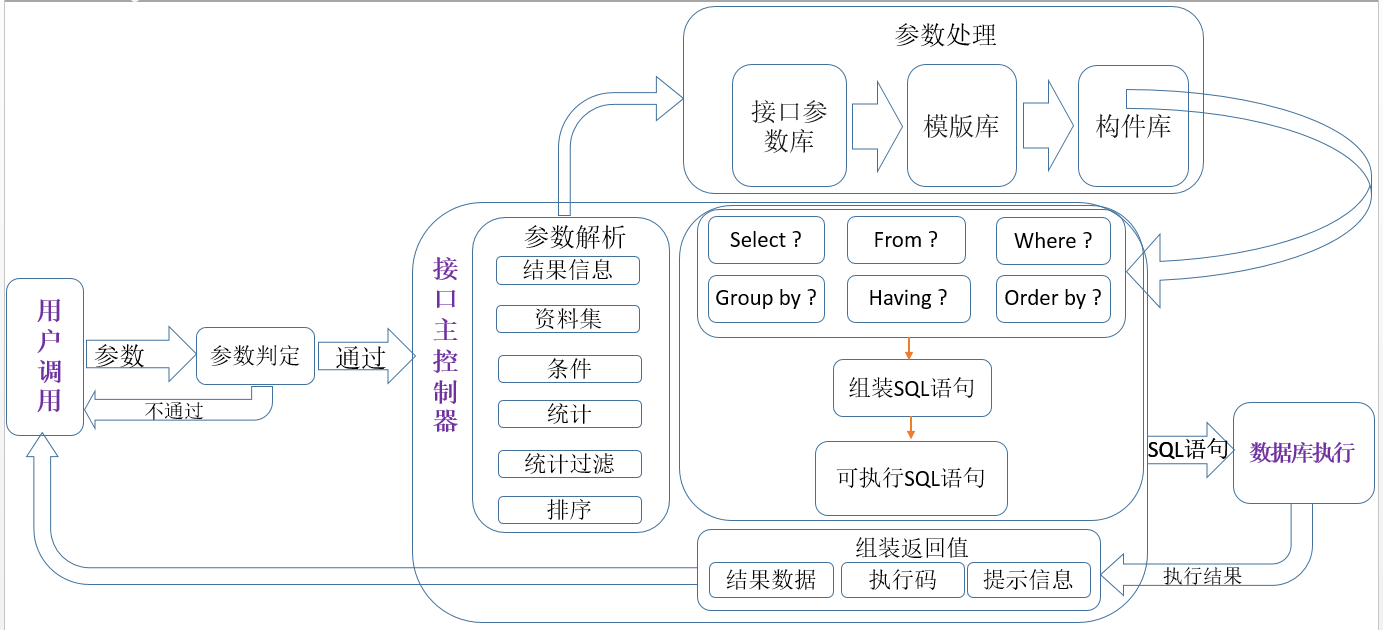 参数处理
接口参
数库
模版库
构件库
用
户
调
用
参数
参数判定
不通过
通过
接
口
主
控
制
器
参数解析
结果信息
资料集
条件
统计
统计过滤
排序
Select ?
From ?
Where ?
Group by ?
Having ?
Order by ?
组装SQL语句
可执行SQL语句
SQL语句
数据库执行
执行结果
组装返回值
结果数据
执行码
提示信息